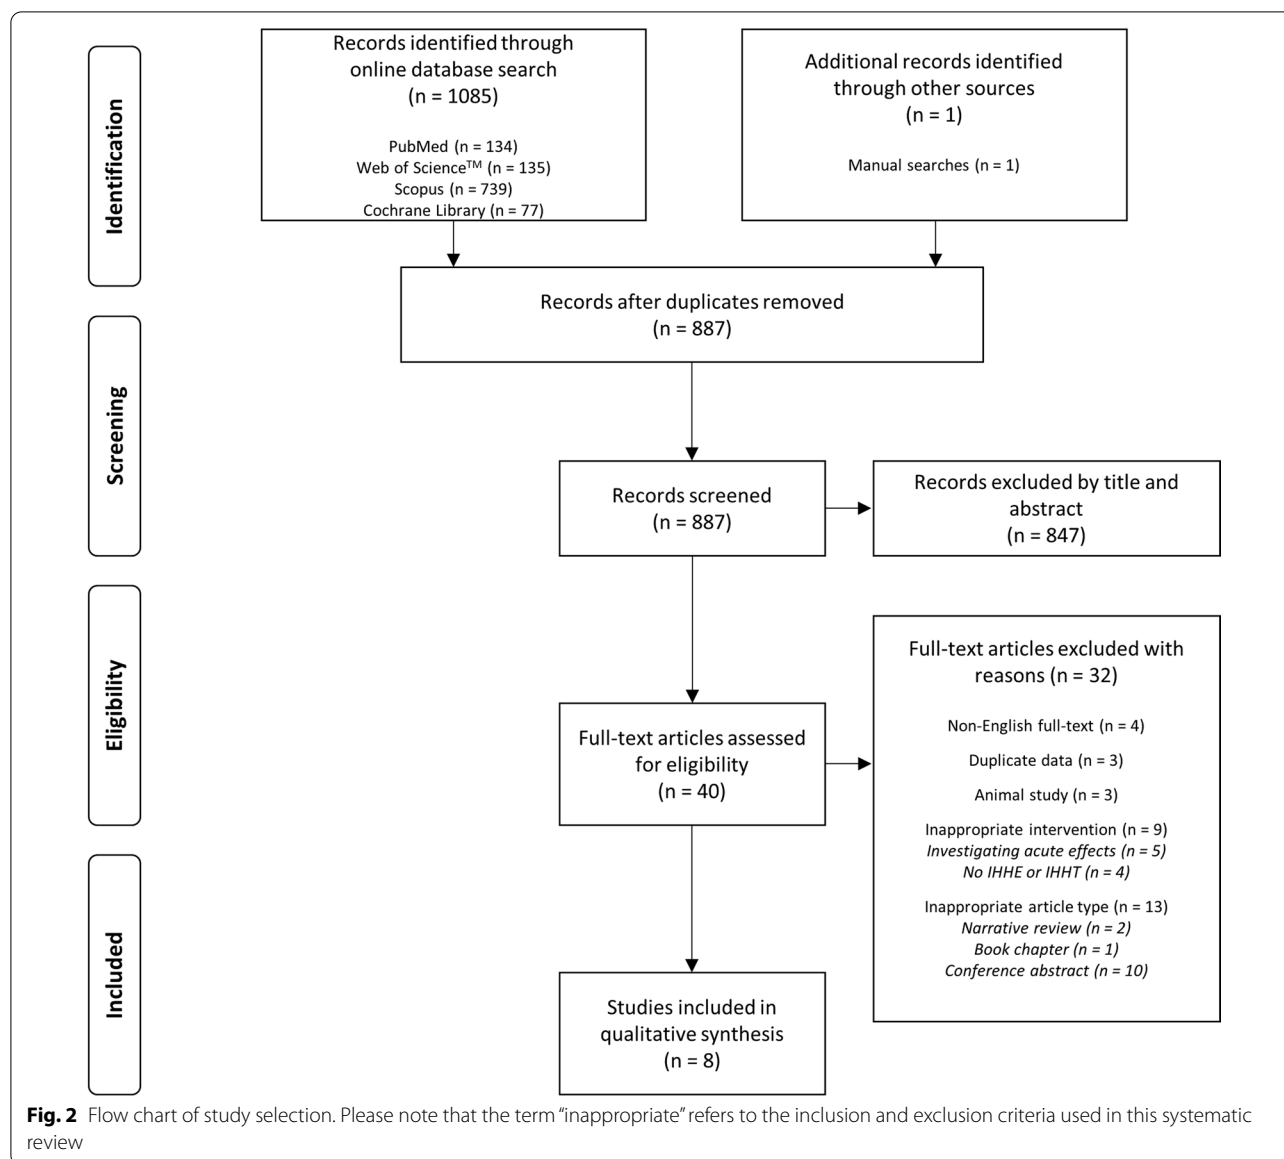 Identification
Records identified through
online database search
(n = 1085)
PubMed (n = 134)
Web of Science™ (n = 135)
Scopus (n = 739)
Cochrane Library (n = 77)
Additional records identified
through other sources
(n = 1)
Manual searches (n = 1)
Records after duplicates removed
(n = 887)
Screening
Records screened
(n = 887)
Records excluded by title and
abstract
(n = 847)
Eligibility
Full-text articles assessed
for eligibility
(n = 40)
Full-text articles excluded with
reasons (n = 32)
Non-English full-text (n = 4)
Duplicate data (n = 3)
Animal study (n = 3)
Inappropriate intervention (n = 9)
Investigating acute effects (n = 5)
No IHHE or IHHT (n = 4)
Inappropriate article type (n = 13)
Narrative review (n = 2)
Book chapter (n = 1)
Conference abstract (n = 10)
Included
Studies included in
qualitative synthesis
(n = 8)
Fig. 2 Flow chart of study selection. Please note that the term “inappropriate” refers to the inclusion and exclusion criteria used in this systematic
review